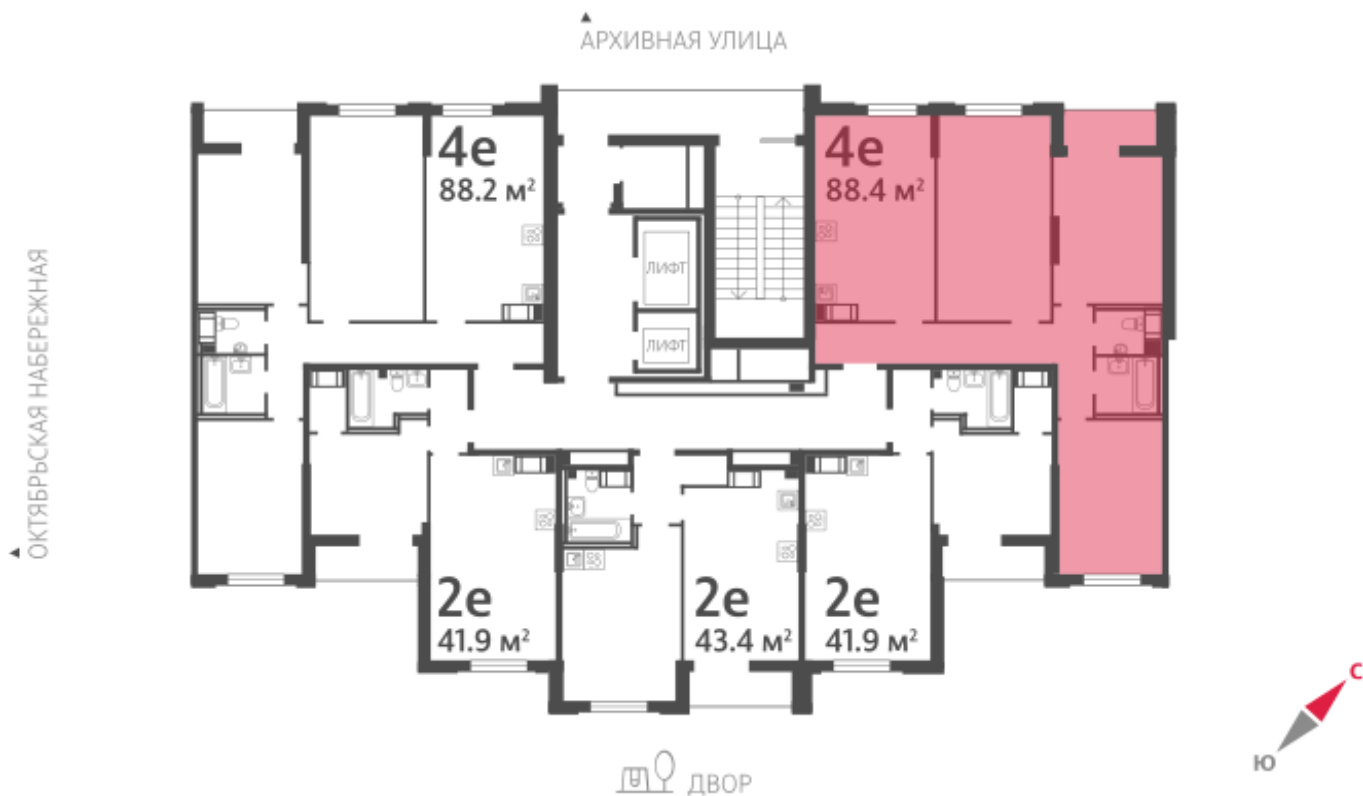 АРХИВНАЯ УЛИЦА
ОКТЯБРЬСКАЯ НАБЕРЕЖНАЯ
4е
88.2 м²
4е
88.4 м²
ЛИФТ
ЛИФТ
2е
41.9 м²
2е
43.4 м²
2е
41.9 м²
С
Ю
ДВОР